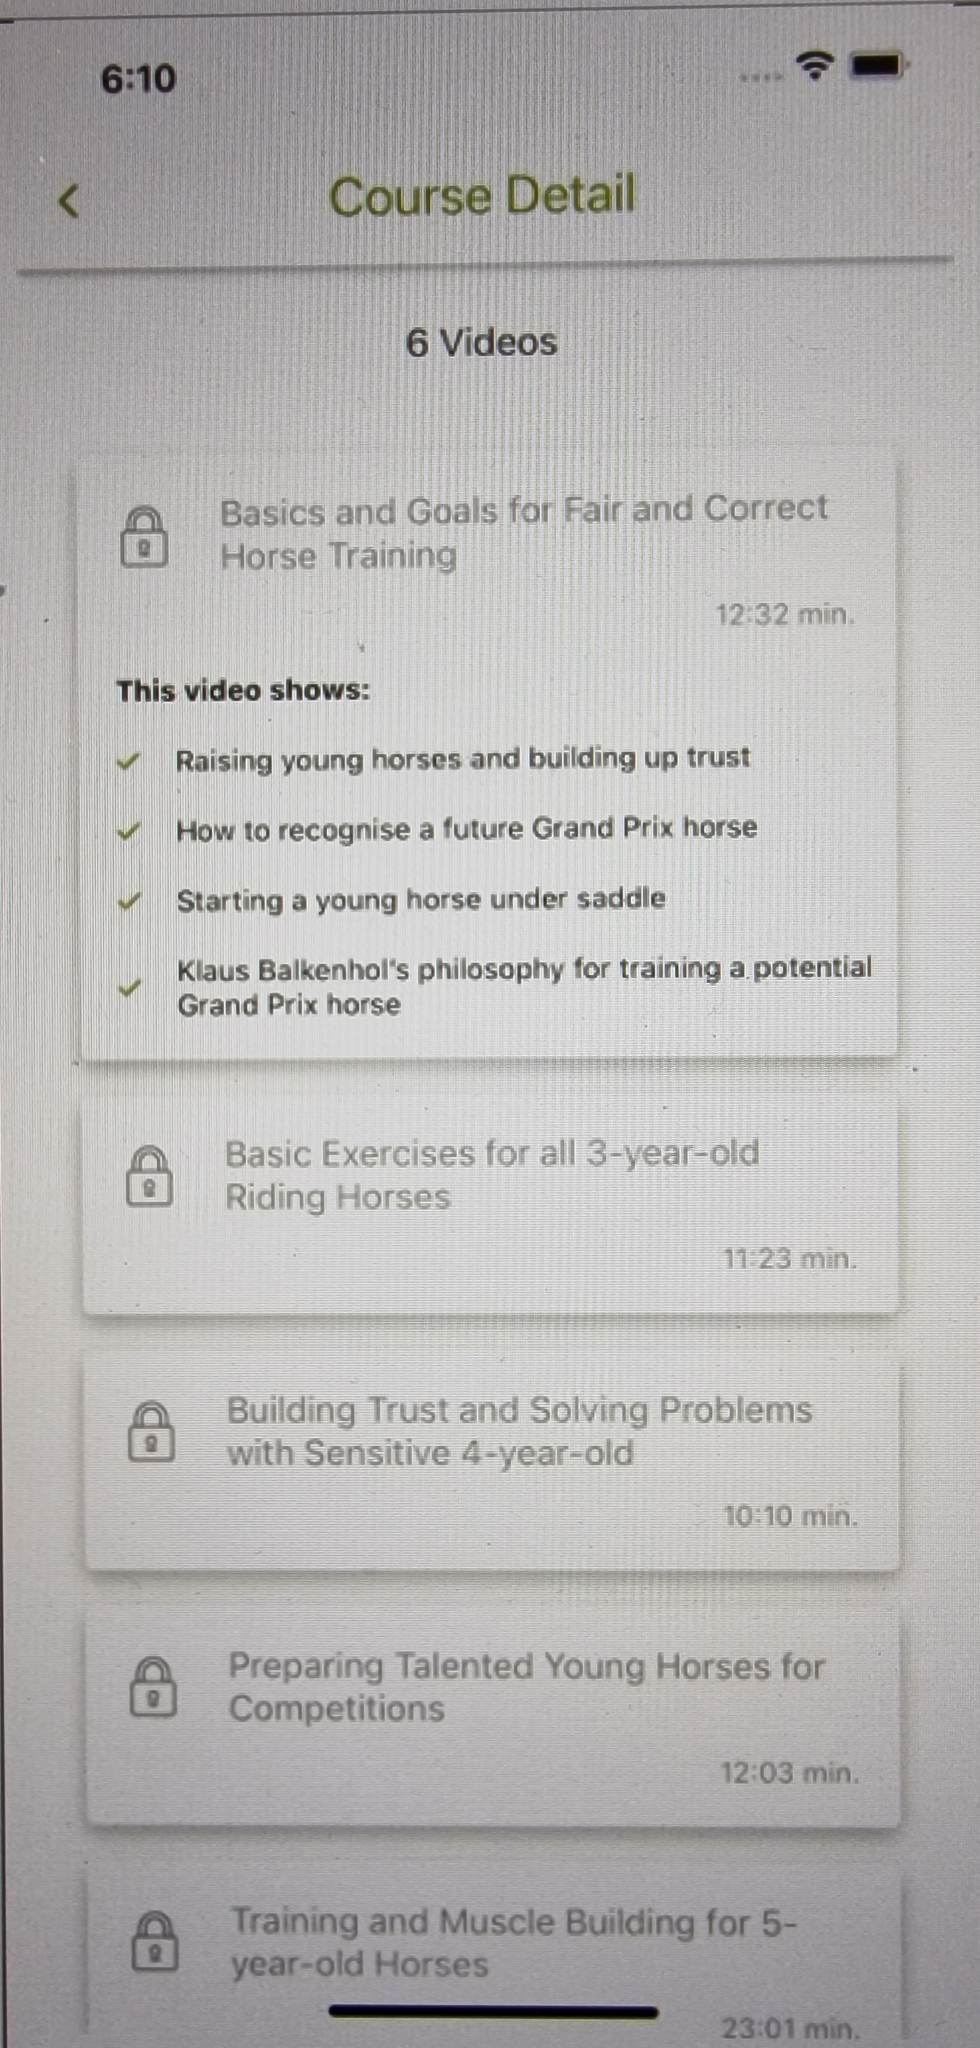 6:10
Course Detail
6 Videos
Basics and Goals for Fair and Correct
Horse Training
12:32 min.
This video shows:
Raising young horses and building up trust
How to recognise a future Grand Prix horse
Starting a young horse under saddle
Klaus Balkenhol's philosophy for training a potential
Grand Prix horse
Basic Exercises for all 3-year-old
Riding Horses
11:23 min.
Building Trust and Solving Problems
with Sensitive 4-year-old
10:10 min.
Preparing Talented Young Horses for
Competitions
12:03 min.
Training and Muscle Building for 5-
year-old Horses
23:01 min.